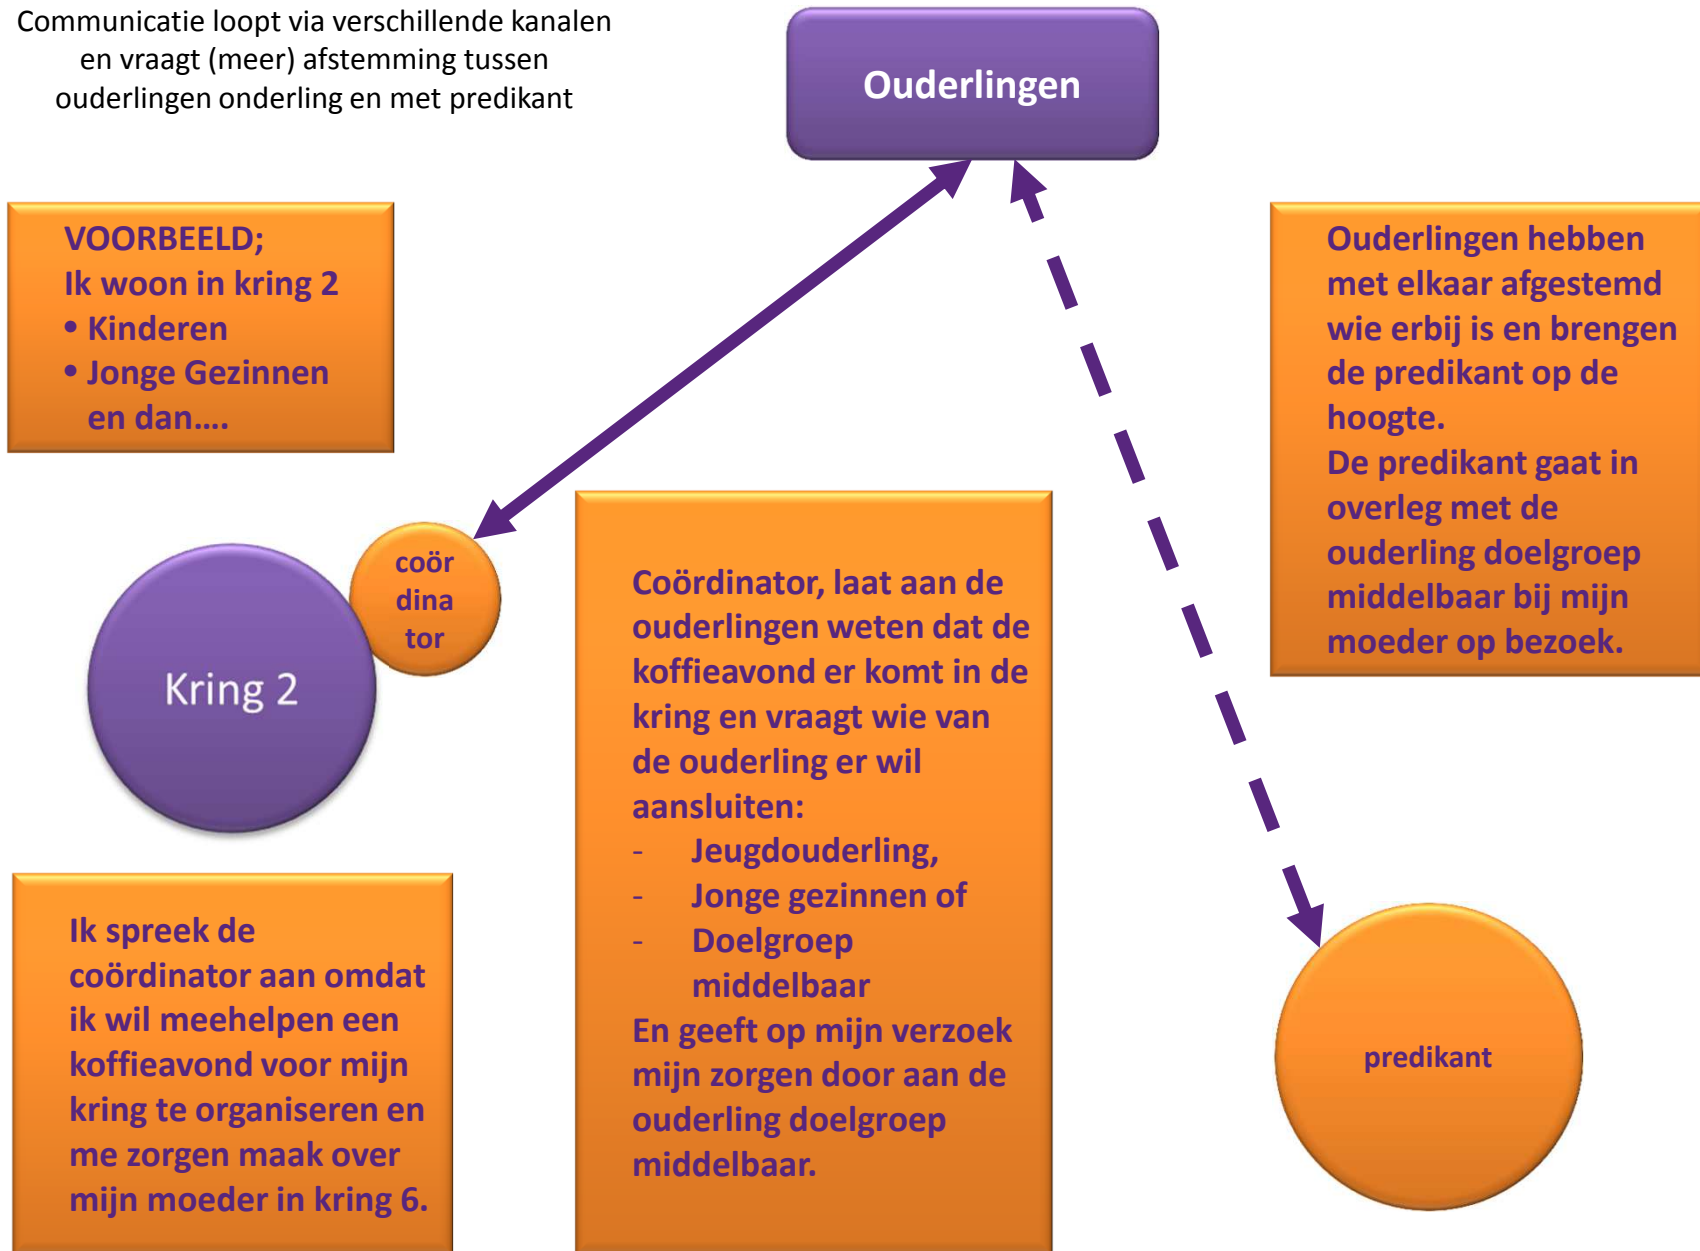 Communicatie loopt via verschillende kanalen
en vraagt (meer) afstemming tussen
ouderlingen onderling en met predikant
Ouderlingen
VOORBEELD;
Ik woon in kring 2
• Kinderen
• Jonge Gezinnen
en dan....
coör
dina
tor
Kring 2
Ik spreek de
coördinator aan omdat
ik wil meehelpen een
koffieavond voor mijn
kring te organiseren en
me zorgen maak over
mijn moeder in kring 6.
Coördinator, laat aan de
ouderlingen weten dat de
koffieavond er komt in de
kring en vraagt wie van
de ouderling er wil
aansluiten:
- Jeugdouderling,
- Jonge gezinnen of
- Doelgroep
middelbaar
En geeft op mijn verzoek
mijn zorgen door aan de
ouderling doelgroep
middelbaar.
Ouderlingen hebben
met elkaar afgestemd
wie erbij is en brengen
de predikant op de
hoogte.
De predikant gaat in
overleg met de
ouderling doelgroep
middelbaar bij mijn
moeder op bezoek.
predikant